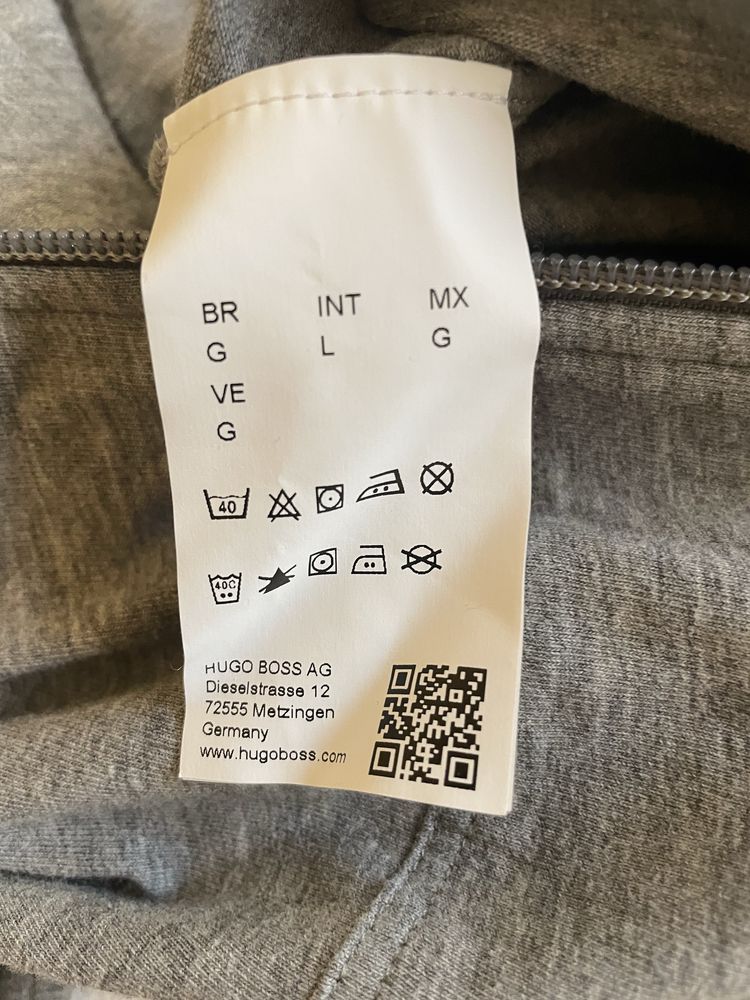 BR INT MX
G L G
VE
G
40
40C
HUGO BOSS AG
Dieselstrasse 12
72555 Metzingen
Germany
www.hugoboss.com